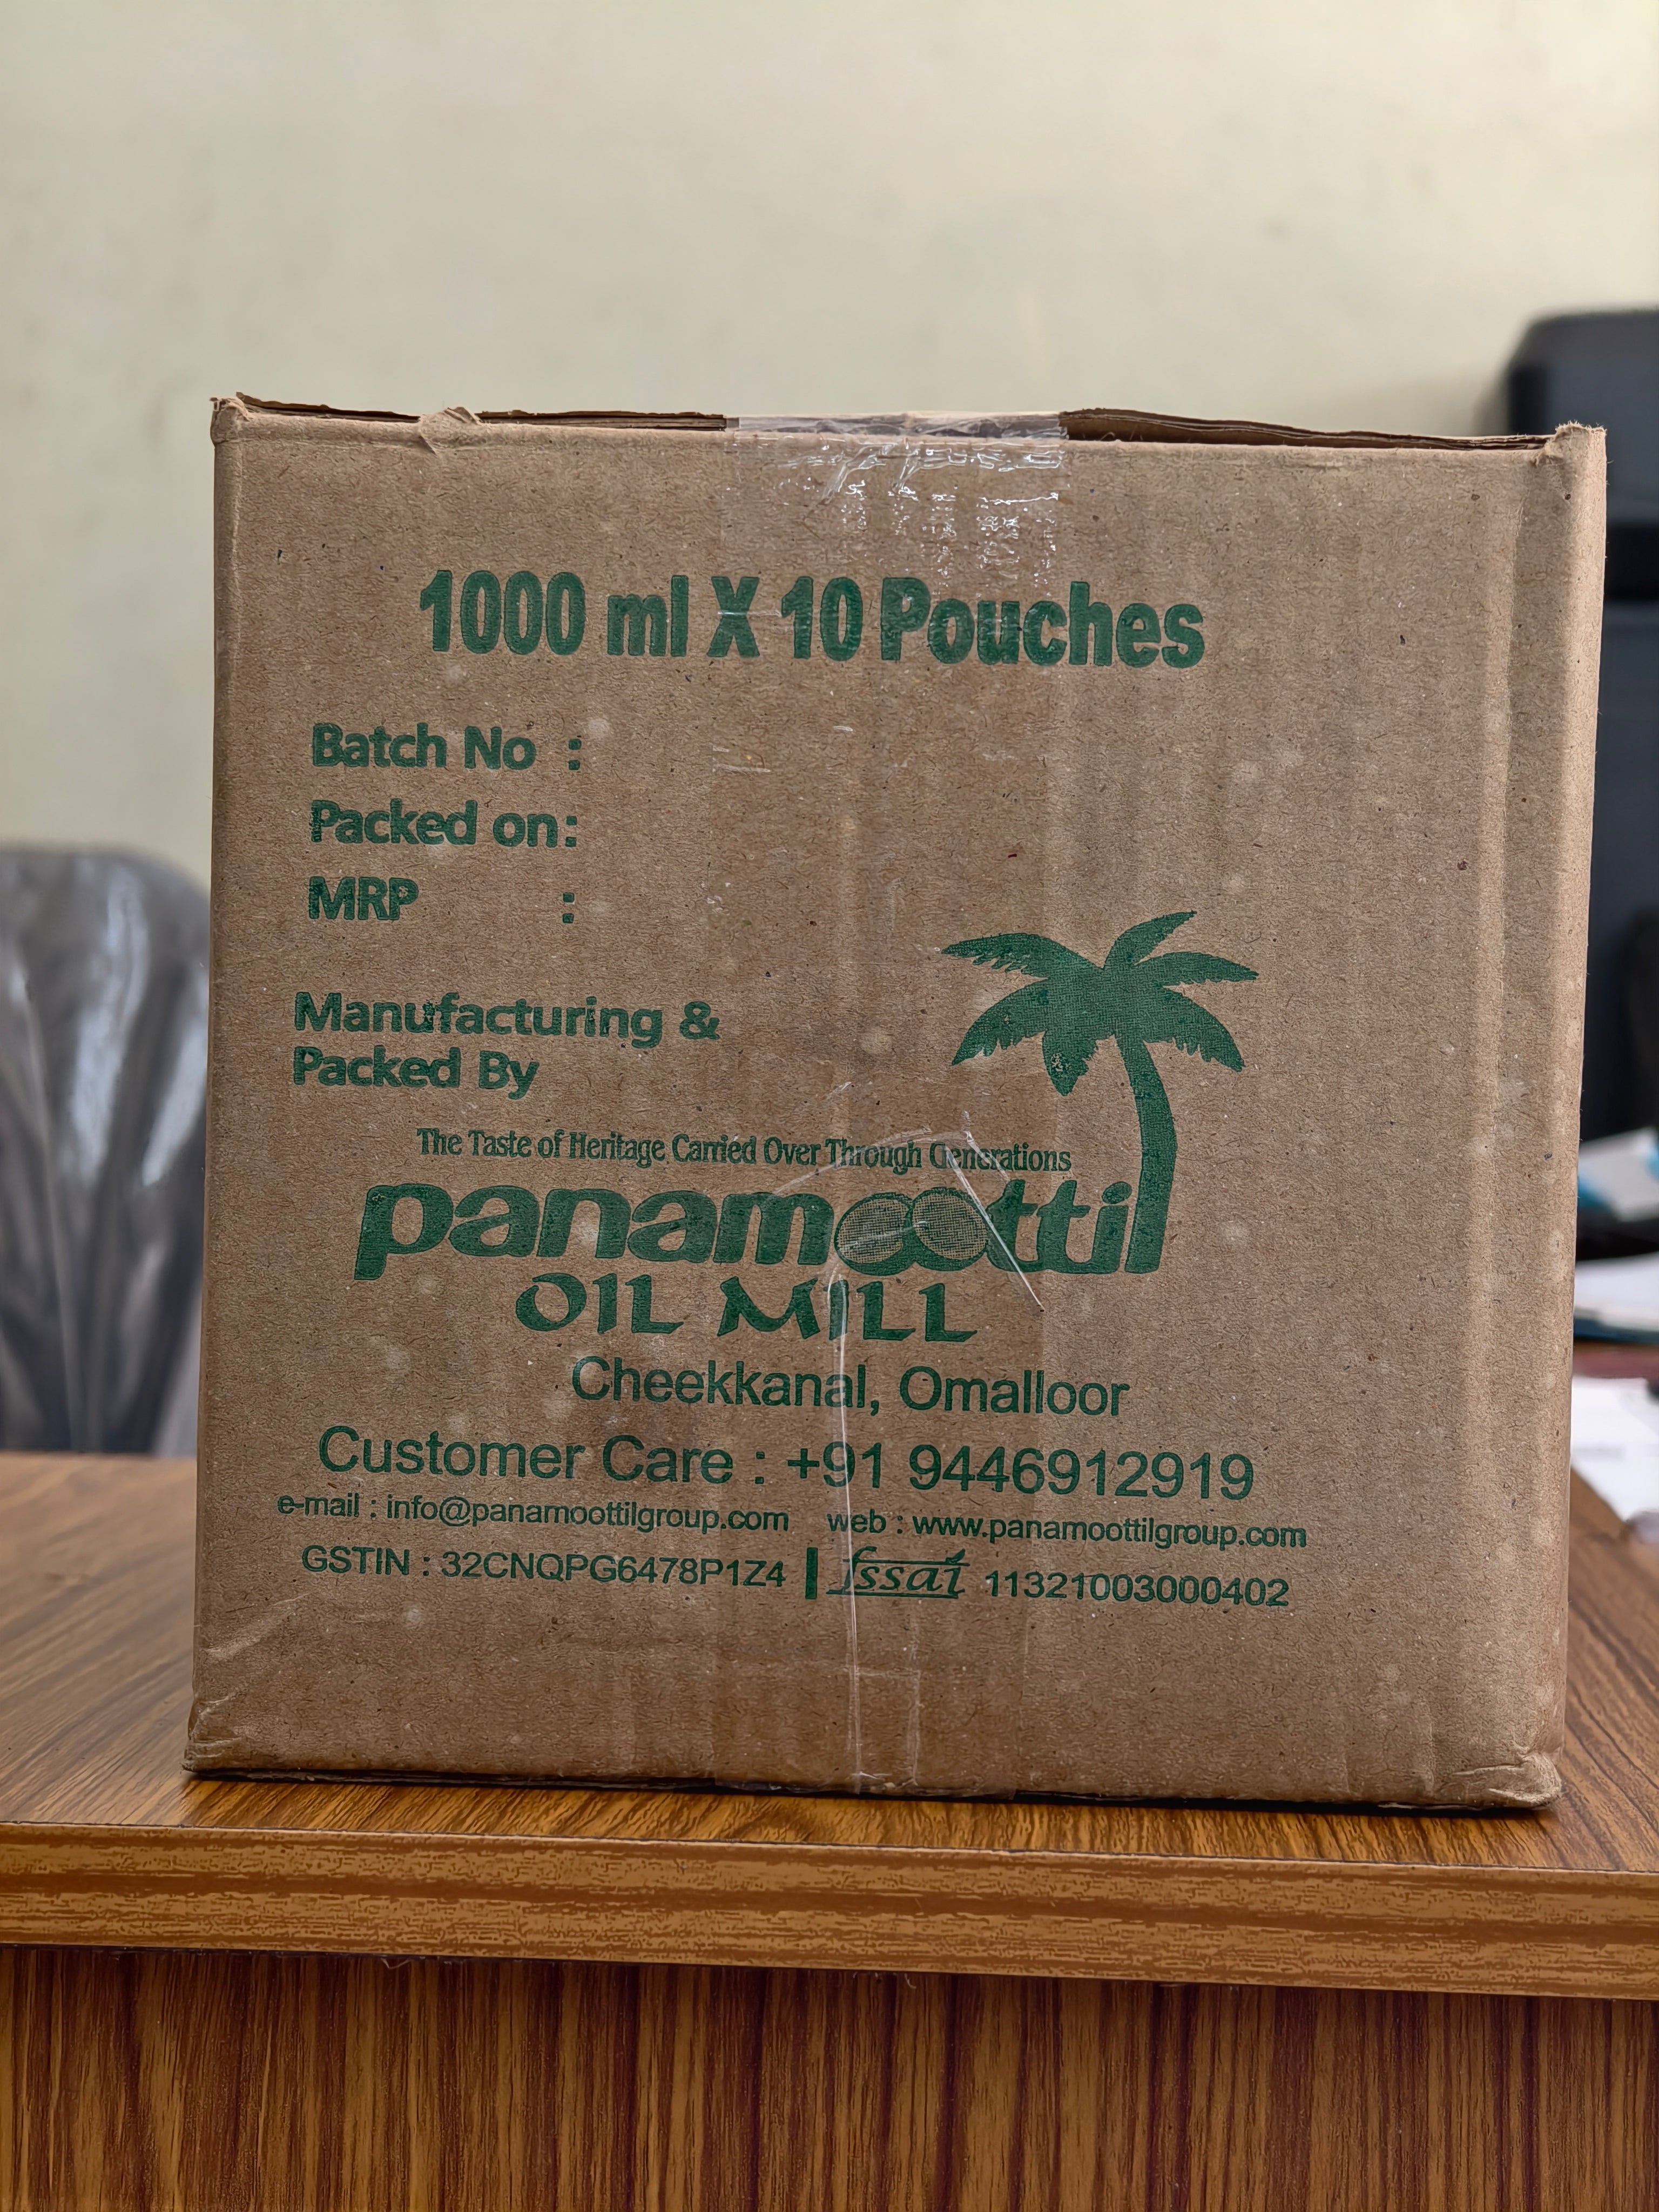 1000 ml X 10 Pouches
Batch No :
Packed on:
MRP :
Manufacturing &
Packed By
The Taste of Heritage Carried Over Through Generations
panamoottil
OIL MILL
Cheekkanal, Omalloor
Customer Care : +91 9446912919
e-mail : info@panamoottilgroup.com web : www.panamoottilgroup.com
GSTIN : 32CNQPG6478P1Z4 | fssai 11321003000402